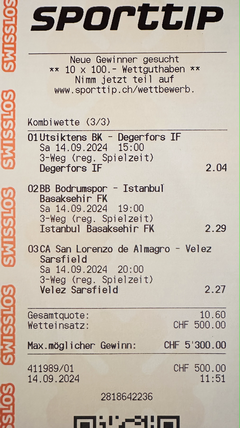 sporttip
Neue Gewinner gesucht
** 10 x 100.- Wettguthaben **
Nimm jetzt teil auf
www.sporttip.ch/wettbewerb.
Kombiwette (3/3)
01 Utsiktens BK - Degerfors IF
Sa 14.09.2024 15:00
3-Weg (reg. Spielzeit)
Degerfors IF 2.04
02 BB Bodrumspor - Istanbul
Basaksehir FK
Sa 14.09.2024 19:00
3-Weg (reg. Spielzeit)
Istanbul Basaksehir FK 2.29
03 CA San Lorenzo de Almagro - Velez
Sarsfield
Sa 14.09.2024 20:00
3-Weg (reg. Spielzeit)
Velez Sarsfield 2.27
Gesamtquote: 10.60
Wetteinsatz: CHF 500.00
Max.möglicher Gewinn: CHF 5'300.00
411989/01 CHF 500.00
14.09.2024 11:51
2818642236
SWISSLOS
SWISSLOS
SWISSLOS
SWISSLOS
SWISSLOS